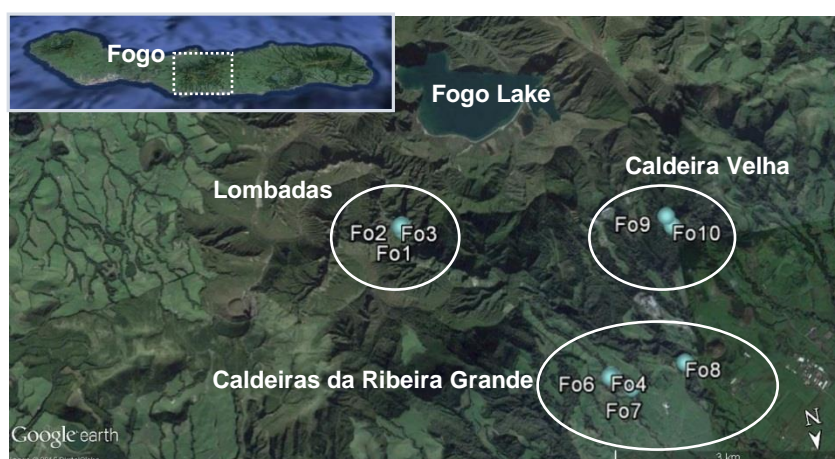 Fogo
Fogo Lake
Caldeira Velha
Lombadas
Fo9
Fo10
Fo2 Fo3
Fo1
Caldeiras da Ribeira Grande
Fo8
Fo6 Fo4
Fo7
N
Google earth
3 km